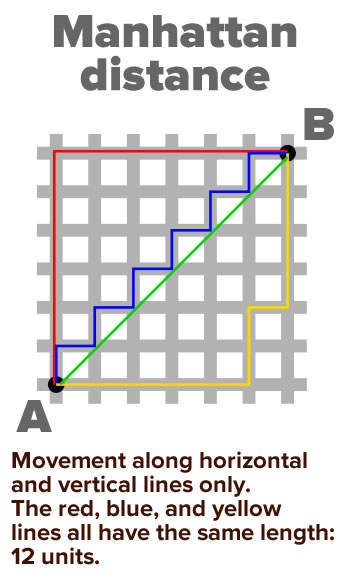 Manhattan
distance
B
A
Movement along horizontal
and vertical lines only.
The red, blue, and yellow
lines all have the same length:
12 units.